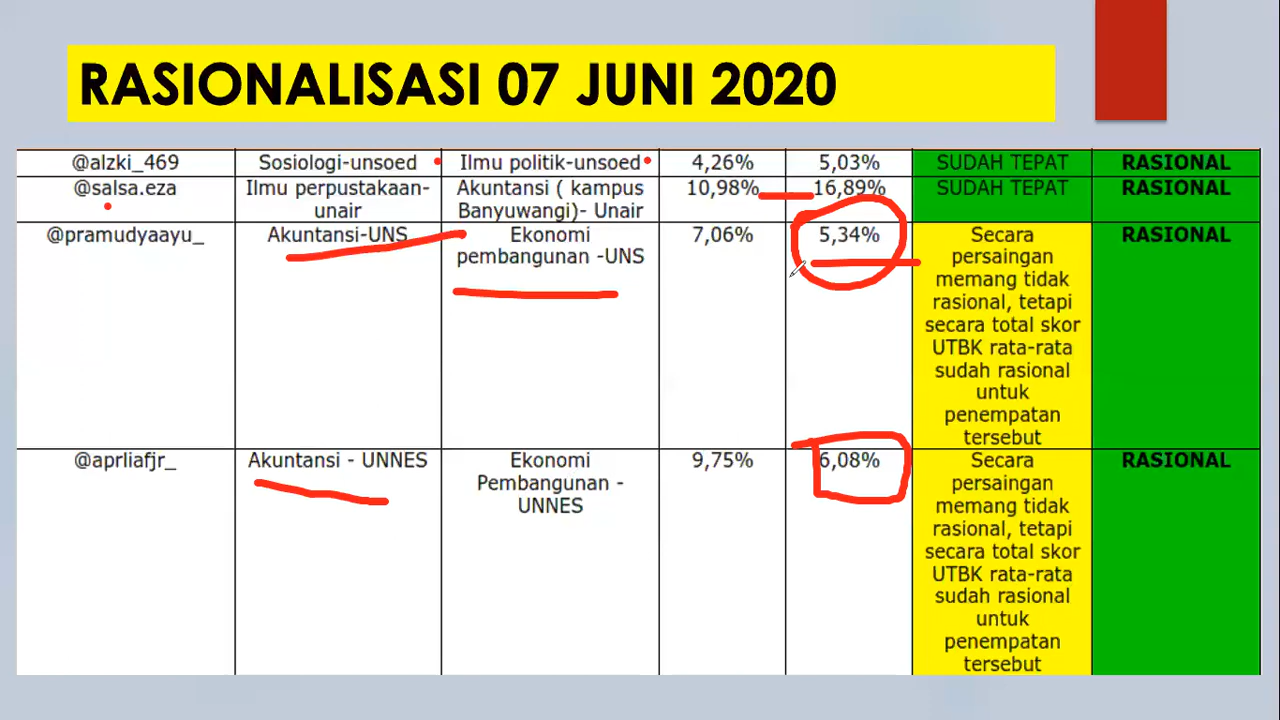 RASIONALISASI 07 JUNI 2020
@alzki_469 Sosiologi-unsoed Ilmu politik-unsoed 4,26% 5,03% SUDAH TEPAT RASIONAL
@salsa.eza Ilmu perpustakaan- Akuntansi ( kampus 10,98% 16,89% SUDAH TEPAT RASIONAL
unair Banyuwangi)- Unair
@pramudyaayu_ Akuntansi-UNS Ekonomi 7,06% 5,34% Secara RASIONAL
pembangunan -UNS persaingan
memang tidak
rasional, tetapi
secara total skor
UTBK rata-rata
sudah rasional
untuk
penempatan
tersebut
@aprliafjr_ Akuntansi - UNNES Ekonomi 9,75% 6,08% Secara RASIONAL
Pembangunan - persaingan
UNNES memang tidak
rasional, tetapi
secara total skor
UTBK rata-rata
sudah rasional
untuk
penempatan
tersebut